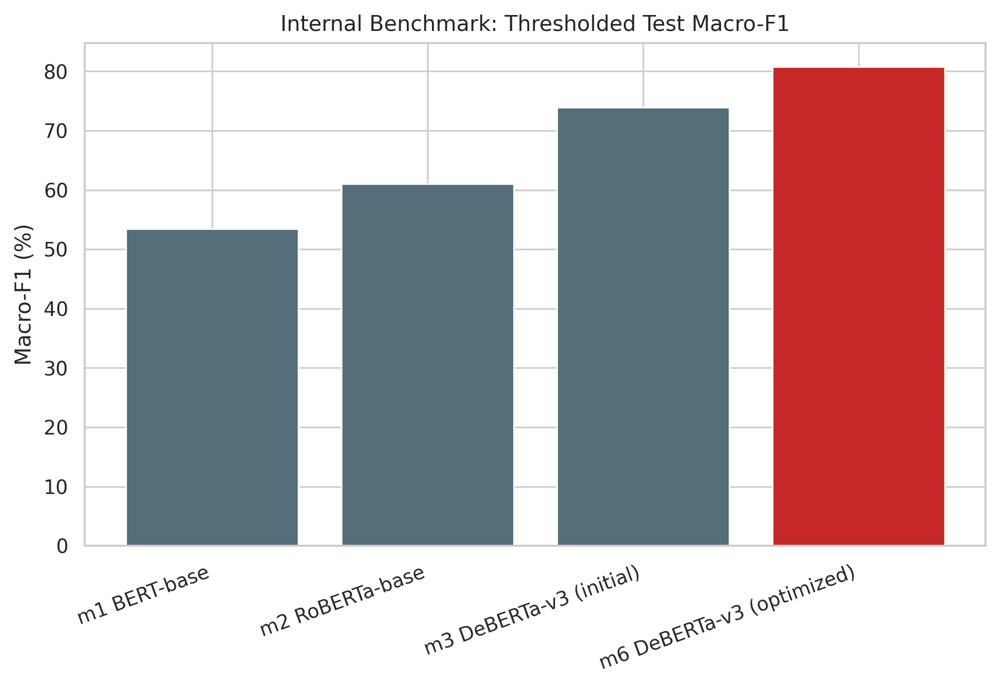 Internal Benchmark: Thresholded Test Macro-F1
Macro-F1 (%)
80
70
60
50
40
30
20
10
0
m1 BERT-base
m2 RoBERTa-base
m3 DeBERTa-v3 (initial)
m6 DeBERTa-v3 (optimized)